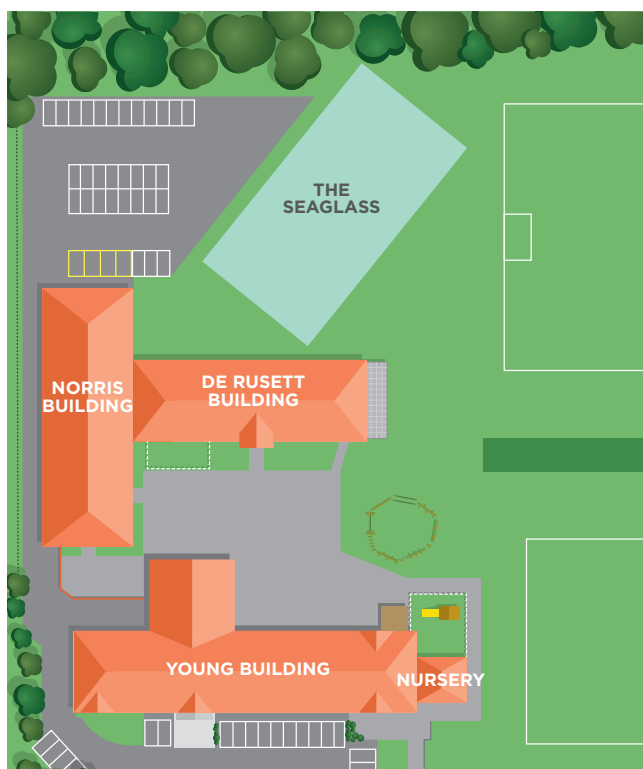 THE
SEAGLASS
NORRIS
BUILDING
DE RUSETT
BUILDING
YOUNG BUILDING
NURSERY